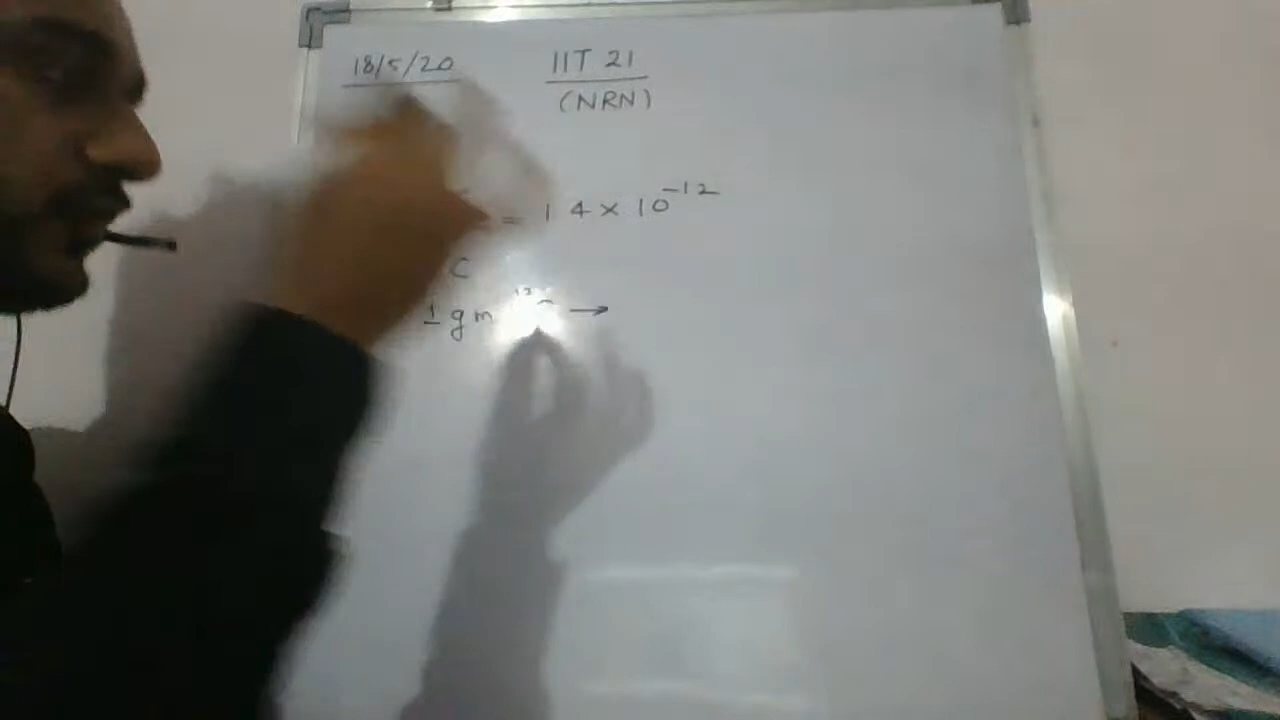 18/5/20 IIT 21
(NRN)
= 1 4 × 10⁻¹²
C
1 gm →